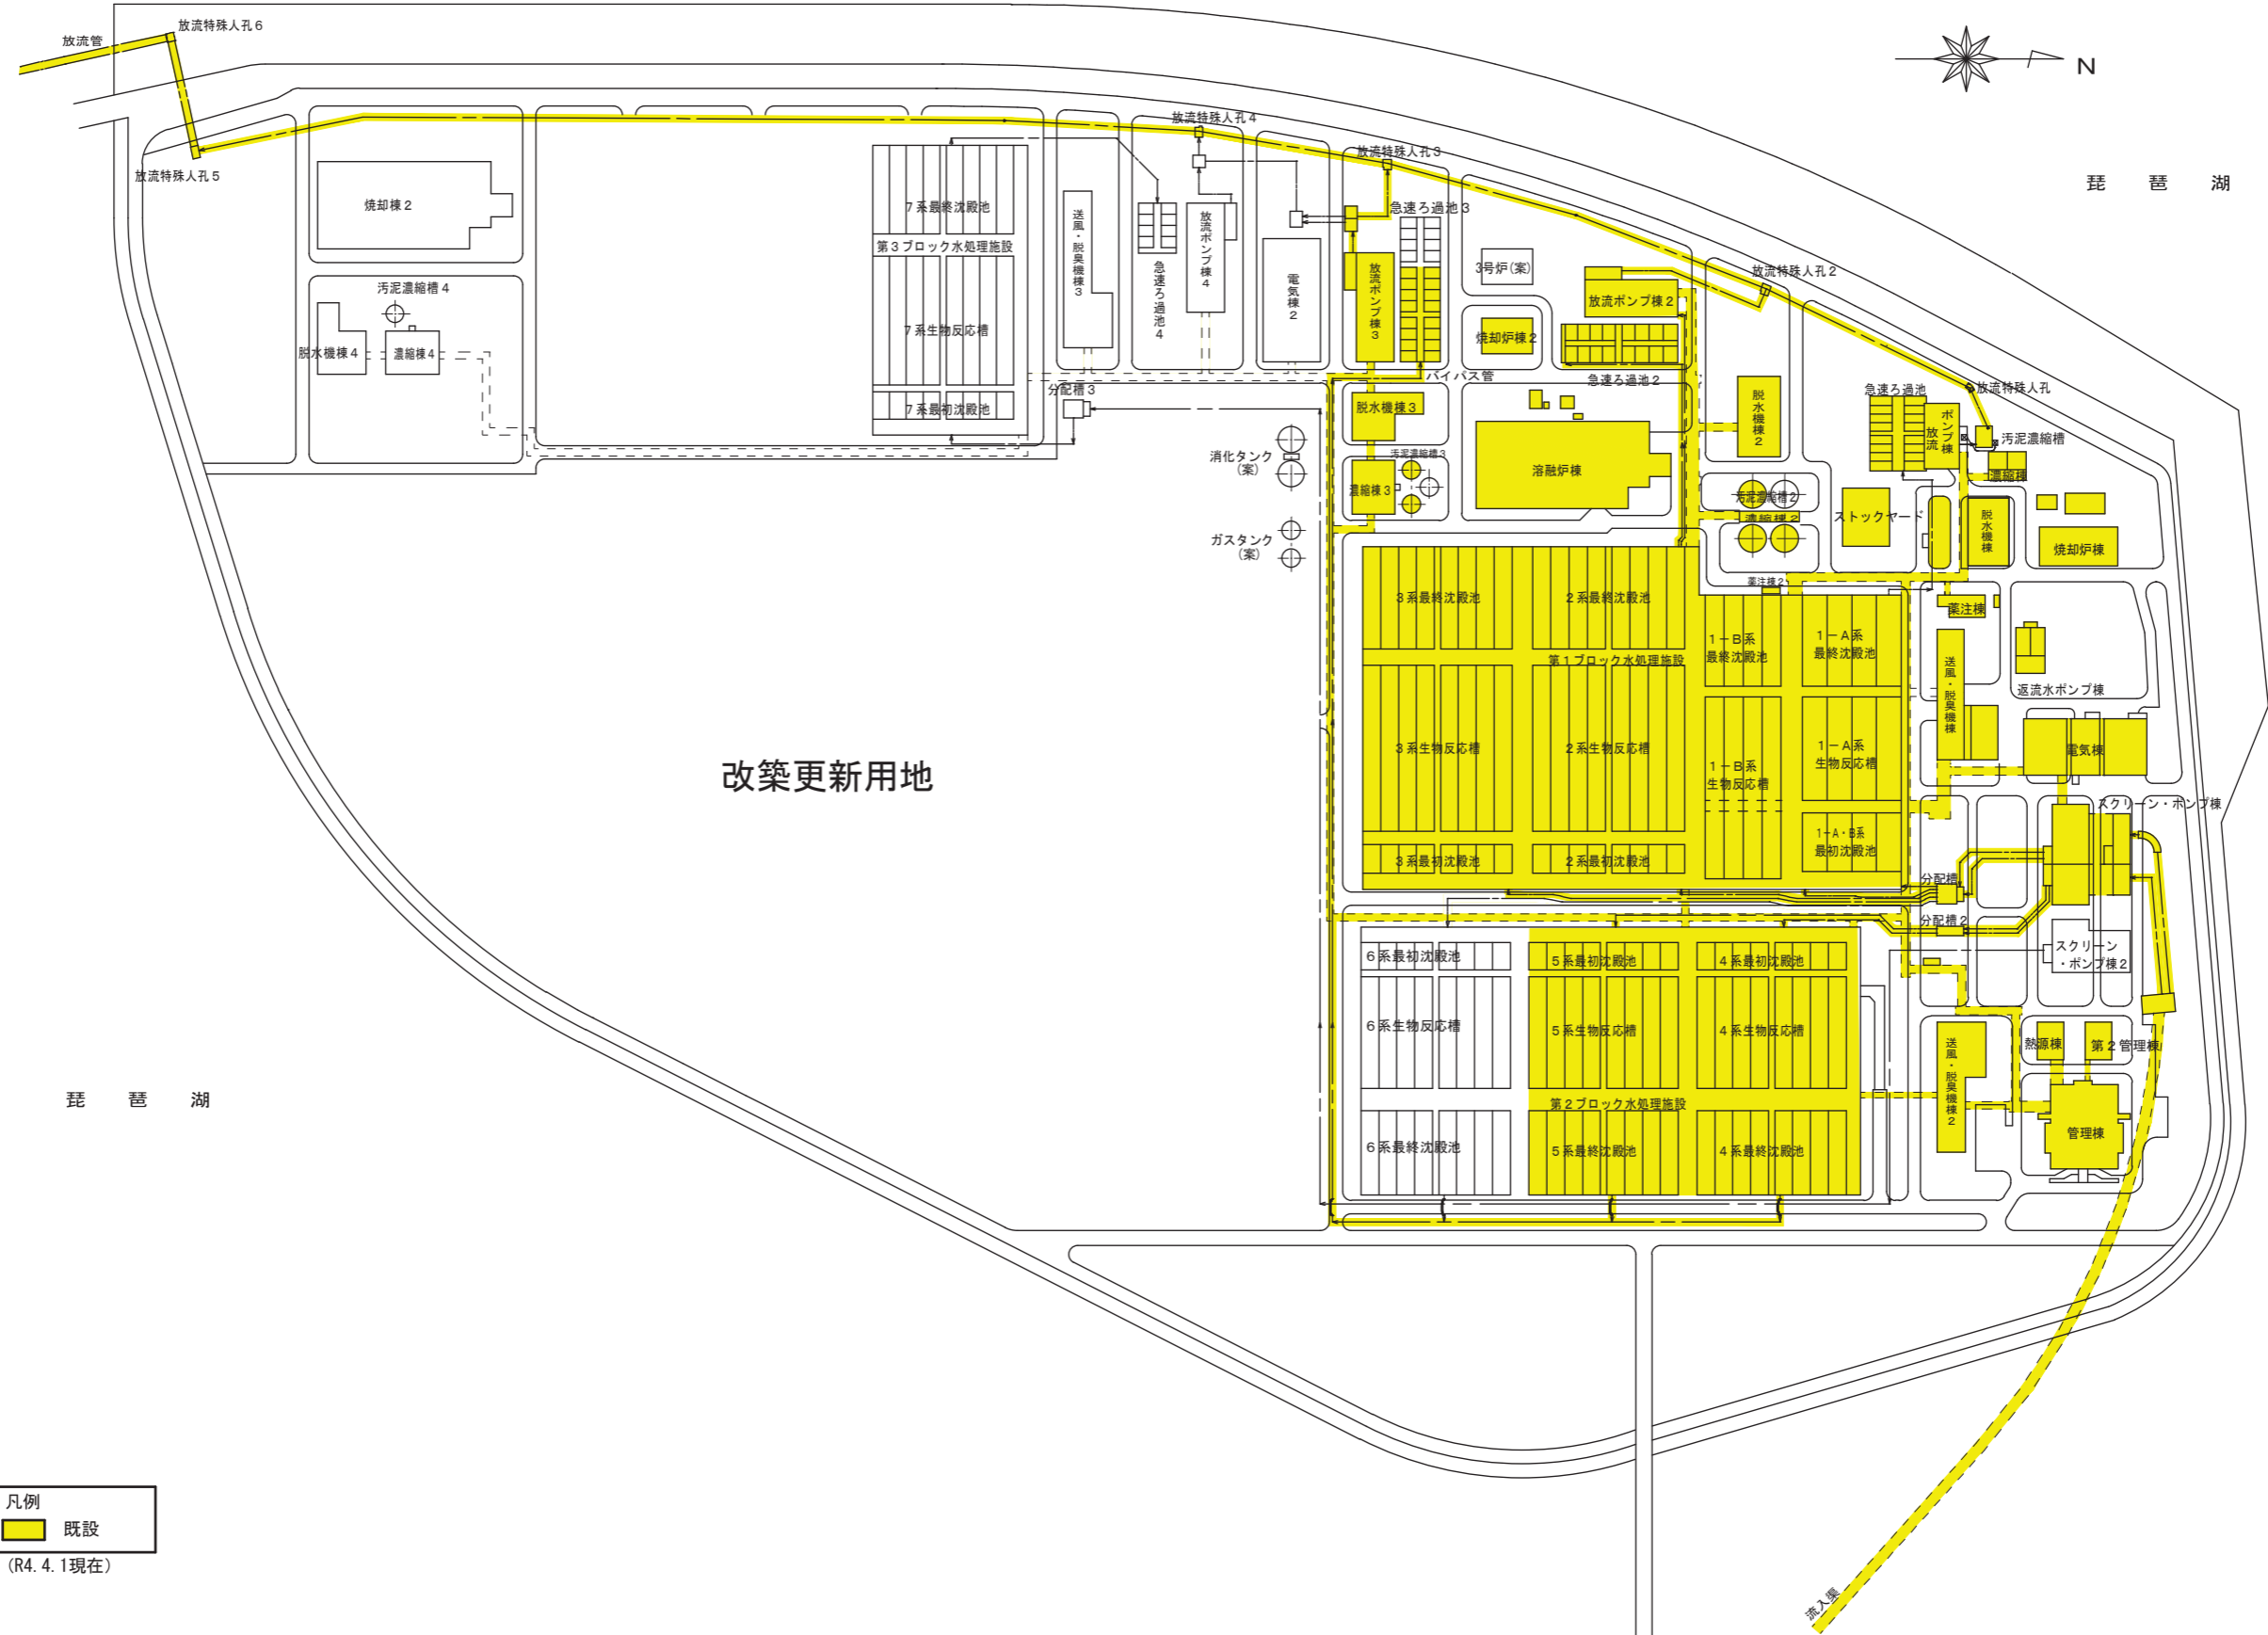 放流管
放流特殊人孔6
N
放流特殊人孔5
放流特殊人孔4
放流特殊人孔3
琵　琶　湖
焼却棟2
7系最終沈殿池
第3ブロック水処理施設
送風・脱臭機棟3
急速ろ過池4
放流ポンプ棟4
電気棟2
放流ポンプ棟3
急速ろ過池3
3号炉(案)
放流ポンプ棟2
放流特殊人孔2
汚泥濃縮槽4
7系生物反応槽
焼却炉棟2
脱水機棟4
濃縮棟4
バイパス管
急速ろ過池2
分配槽3
7系最初沈殿池
脱水機棟3
脱水機棟2
急速ろ過池
放流特殊人孔
放流
ポンプ棟
汚泥濃縮槽
消化タンク
(案)
汚泥濃縮槽3
溶融炉棟
濃縮棟
濃縮棟3
汚泥濃縮槽2
濃縮棟2
ストックヤード
脱水機棟
焼却炉棟
ガスタンク
(案)
薬注棟2
3系最終沈殿池
2系最終沈殿池
薬注棟
1－B系
最終沈殿池
1－A系
最終沈殿池
第1ブロック水処理施設
送風・脱臭機棟
返流水ポンプ棟
3系生物反応槽
2系生物反応槽
1－B系
生物反応槽
1－A系
生物反応槽
電気棟
改築更新用地
スクリーン・ポンプ棟
1-A・B系
最初沈殿池
3系最初沈殿池
2系最初沈殿池
分配槽
分配槽2
スクリーン
・ポンプ棟2
6系最初沈殿池
5系最初沈殿池
4系最初沈殿池
6系生物反応槽
5系生物反応槽
4系生物反応槽
熱源棟
第2管理棟
送風・脱臭機棟2
第2ブロック水処理施設
琵　琶　湖
管理棟
6系最終沈殿池
5系最終沈殿池
4系最終沈殿池
凡例
既設
(R4.4.1現在)
流入渠